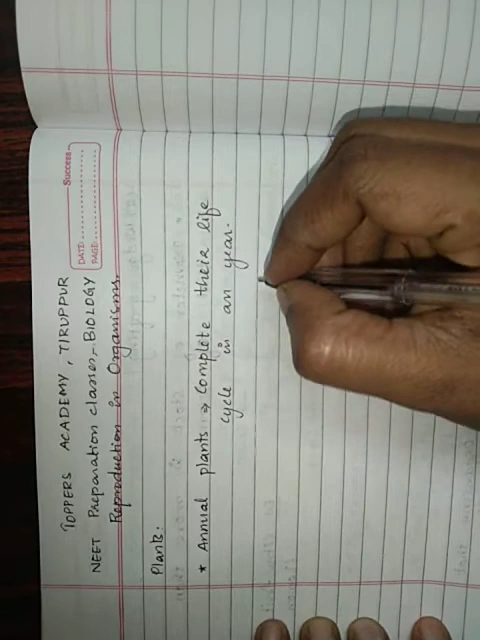 TOPPERS ACADEMY, TIRUPPUR
NEET Preparation classes - BIOLOGY
Reproduction in Organisms.
Success
DATE:
PAGE:
Plants:
* Annual plants → Complete their life
cycle in an year.